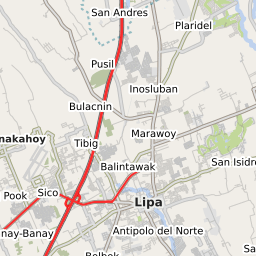 San Andres
Plaridel
Pusil
Inosluban
Bulacnin
Marawoy
nakahoy
Tibig
Balintawak
San Isidr
Pook
Sico
Lipa
nay-Banay
Antipolo del Norte